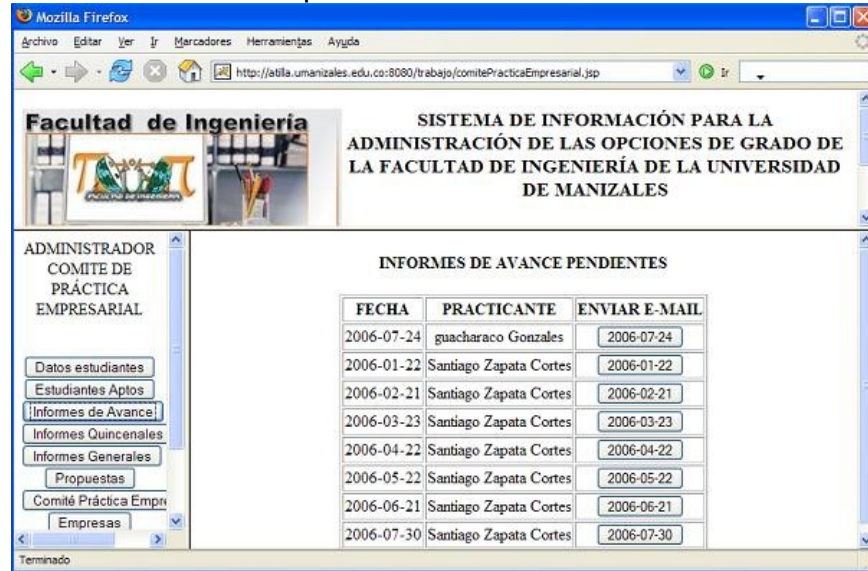 Mozilla Firefox
Archivo Editar Ver Ir Marcadores Herramientas Ayuda
http://atilla.umanizales.edu.co:8080/trabajo/comitePracticaEmpresarial.jsp Ir
Facultad de Ingeniería
FACULTAD DE INGENIERIA
SISTEMA DE INFORMACIÓN PARA LA
ADMINISTRACIÓN DE LAS OPCIONES DE GRADO DE
LA FACULTAD DE INGENIERÍA DE LA UNIVERSIDAD
DE MANIZALES
ADMINISTRADOR
COMITE DE
PRÁCTICA
EMPRESARIAL
Datos estudiantes
Estudiantes Aptos
Informes de Avance
Informes Quincenales
Informes Generales
Propuestas
Comité Práctica Empre
Empresas
INFORMES DE AVANCE PENDIENTES
FECHA PRACTICANTE ENVIAR E-MAIL
2006-07-24 guacharaco Gonzales 2006-07-24
2006-01-22 Santiago Zapata Cortes 2006-01-22
2006-02-21 Santiago Zapata Cortes 2006-02-21
2006-03-23 Santiago Zapata Cortes 2006-03-23
2006-04-22 Santiago Zapata Cortes 2006-04-22
2006-05-22 Santiago Zapata Cortes 2006-05-22
2006-06-21 Santiago Zapata Cortes 2006-06-21
2006-07-30 Santiago Zapata Cortes 2006-07-30
Terminado